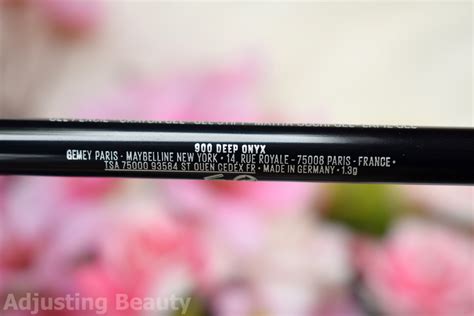 900 DEEP ONYX
GEMEY PARIS · MAYBELLINE NEW YORK · 14, RUE ROYALE - 75008 PARIS - FRANCE ·
TSA 75000 93584 ST OUEN CEDEX FR · MADE IN GERMANY · 1.3g
Adjusting Beauty